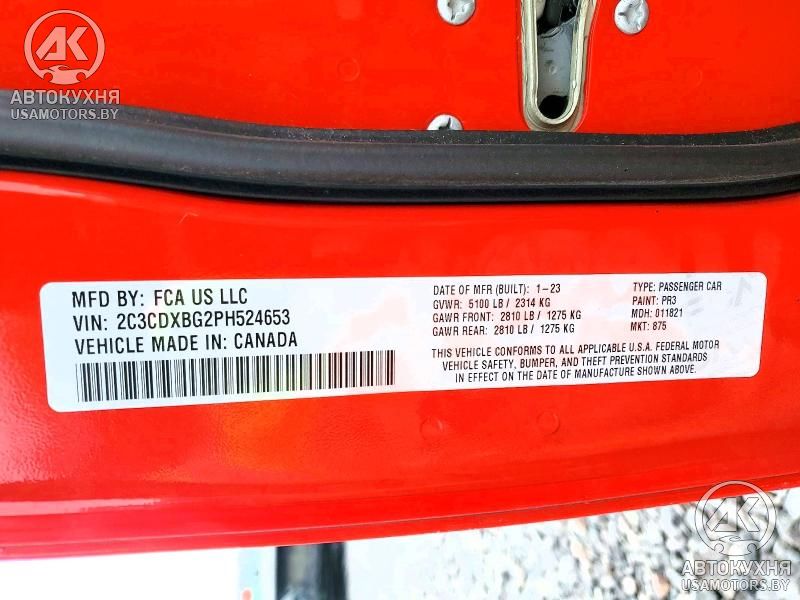 АК
АВТОКУХНЯ
USAMOTORS.BY
MFD BY: FCA US LLC
VIN: 2C3CDXBG2PH524653
VEHICLE MADE IN: CANADA
DATE OF MFR (BUILT): 1-23
GVWR: 5100 LB / 2314 KG
GAWR FRONT: 2810 LB / 1275 KG
GAWR REAR: 2810 LB / 1275 KG
TYPE: PASSENGER CAR
PAINT: PR3
MDH: 011821
MKT: 875
THIS VEHICLE CONFORMS TO ALL APPLICABLE U.S.A. FEDERAL MOTOR
VEHICLE SAFETY, BUMPER, AND THEFT PREVENTION STANDARDS
IN EFFECT ON THE DATE OF MANUFACTURE SHOWN ABOVE.
АК
АВТОКУХНЯ
USAMOTORS.BY